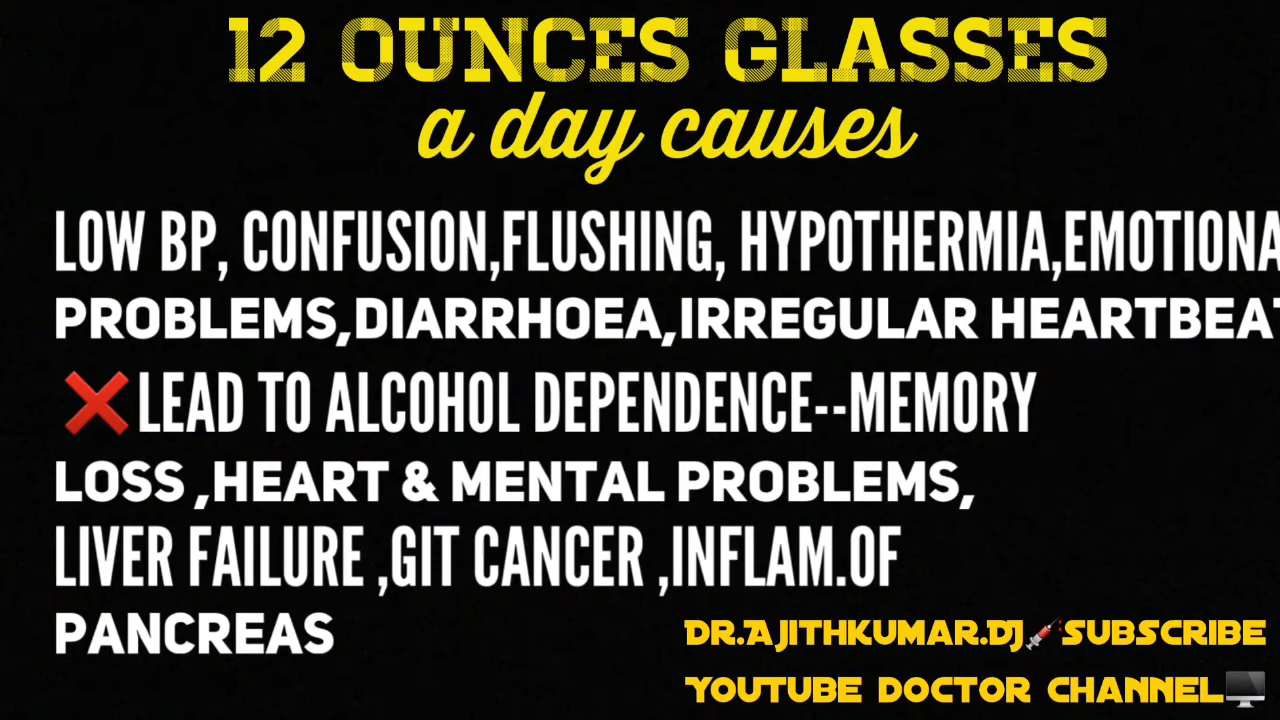 12 OUNCES GLASSES
a day causes
LOW BP, CONFUSION,FLUSHING, HYPOTHERMIA,EMOTIONA
PROBLEMS,DIARRHOEA,IRREGULAR HEARTBEAT
❌LEAD TO ALCOHOL DEPENDENCE--MEMORY
LOSS ,HEART & MENTAL PROBLEMS,
LIVER FAILURE ,GIT CANCER ,INFLAM.OF
PANCREAS
DR.AJITHKUMAR.DJ💉SUBSCRIBE
YOUTUBE DOCTOR CHANNEL🖥️